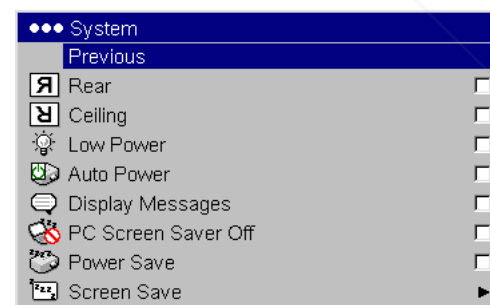 System
Previous
Rear
Ceiling
Low Power
Auto Power
Display Messages
PC Screen Saver Off
Power Save
Screen Save